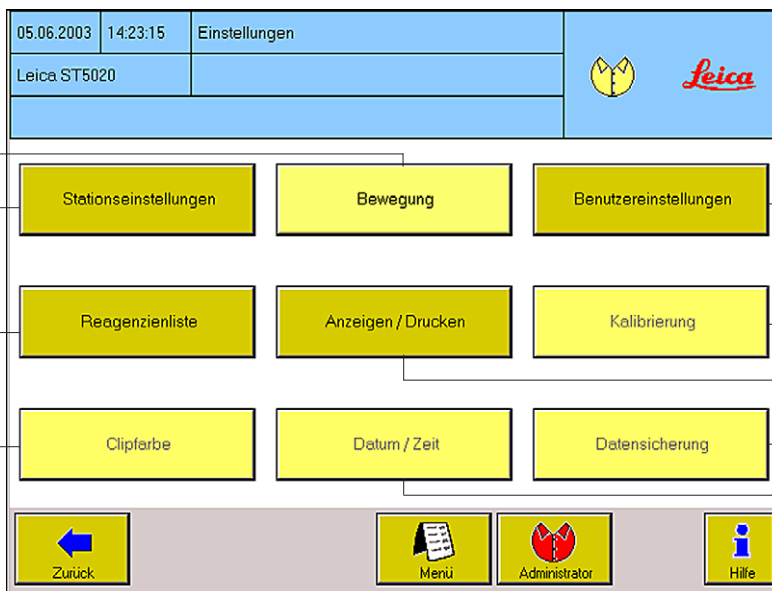 05.06.2003 14:23:15 Einstellungen
Leica ST5020
Leica
Stationseinstellungen
Bewegung
Benutzereinstellungen
Reagenzienliste
Anzeigen / Drucken
Kalibrierung
Clipfarbe
Datum / Zeit
Datensicherung
Zurück
Menü
Administrator
Hilfe